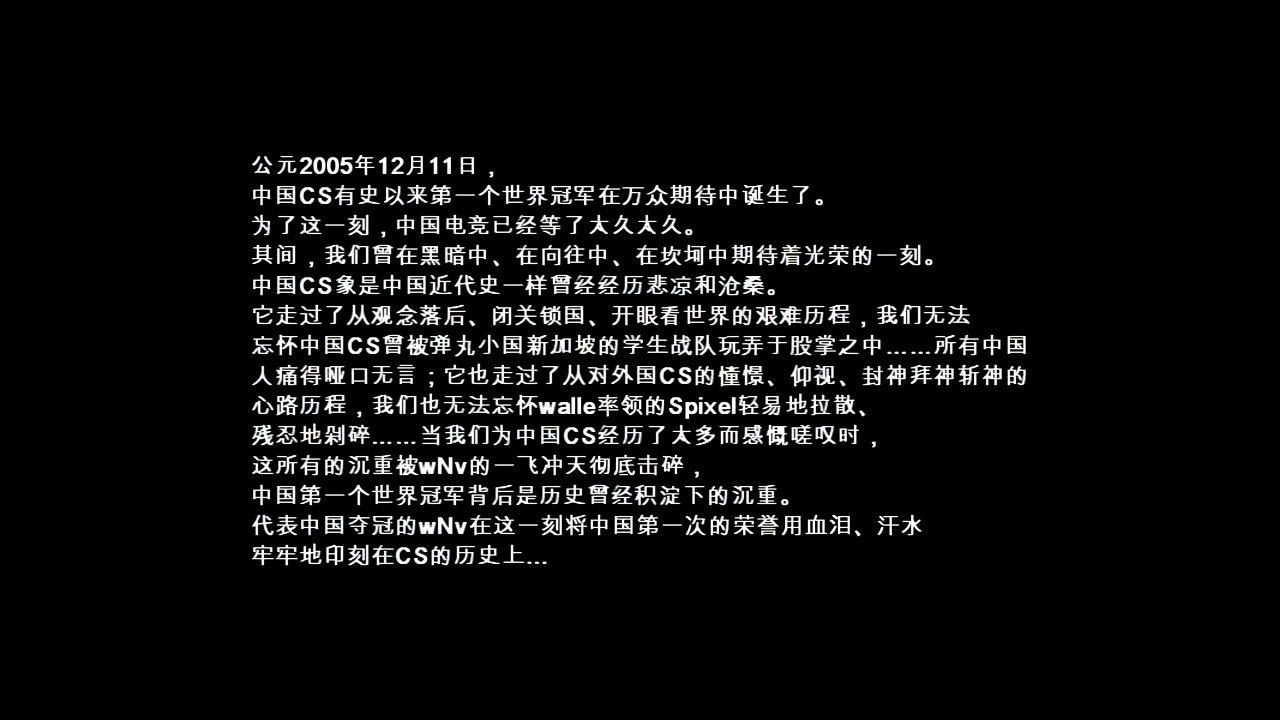 公元2005年12月11日，
中国CS有史以来第一个世界冠军在万众期待中诞生了。
为了这一刻，中国电竞已经等了太久太久。
其间，我们曾在黑暗中、在向往中、在坎坷中期待着光荣的一刻。
中国CS象是中国近代史一样曾经经历悲凉和沧桑。
它走过了从观念落后、闭关锁国、开眼看世界的艰难历程，我们无法
忘怀中国CS曾被弹丸小国新加坡的学生战队玩弄于股掌之中……所有中国
人痛得哑口无言；它也走过了从对外国CS的憧憬、仰视、封神拜神斩神的
心路历程，我们也无法忘怀walle率领的Spixel轻易地拉散、
残忍地剁碎……当我们为中国CS经历了太多而感慨嗟叹时，
这所有的沉重被wNv的一飞冲天彻底击碎，
中国第一个世界冠军背后是历史曾经积淀下的沉重。
代表中国夺冠的wNv在这一刻将中国第一次的荣誉用血泪、汗水
牢牢地印刻在CS的历史上...